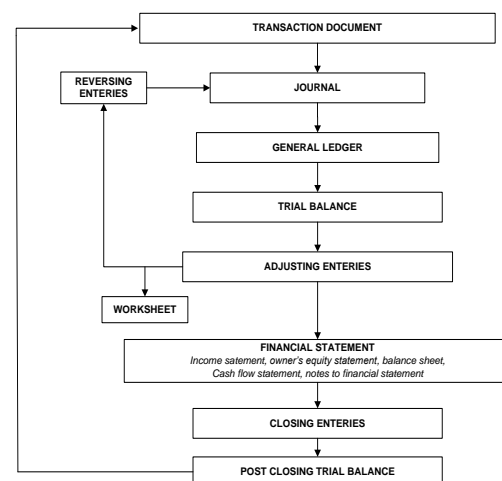 TRANSACTION DOCUMENT
REVERSING
ENTERIES
JOURNAL
GENERAL LEDGER
TRIAL BALANCE
ADJUSTING ENTERIES
WORKSHEET
FINANCIAL STATEMENT
Income satement, owner's equity statement, balance sheet,
Cash flow statement, notes to financial statement
CLOSING ENTERIES
POST CLOSING TRIAL BALANCE